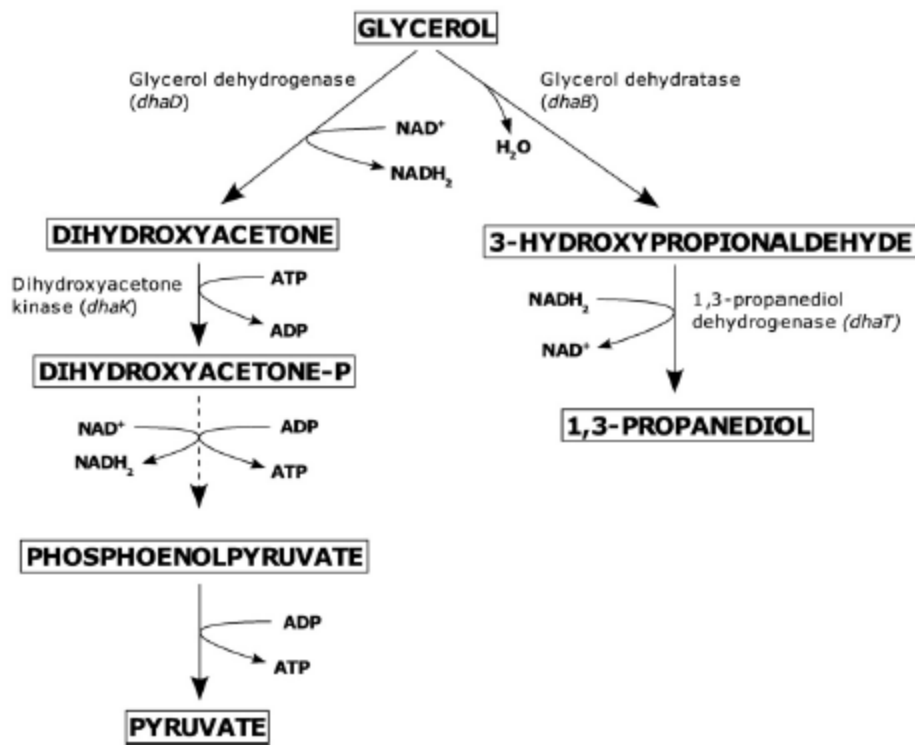 GLYCEROL
Glycerol dehydrogenase
(dhaD)
Glycerol dehydratase
(dhaB)
NAD⁺
NADH₂
H₂O
DIHYDROXYACETONE
3-HYDROXYPROPIONALDEHYDE
Dihydroxyacetone
kinase (dhaK)
ATP
ADP
NADH₂
NAD⁺
1,3-propanediol
dehydrogenase (dhaT)
DIHYDROXYACETONE-P
1,3-PROPANEDIOL
NAD⁺
NADH₂
ADP
ATP
PHOSPHOENOLPYRUVATE
ADP
ATP
PYRUVATE